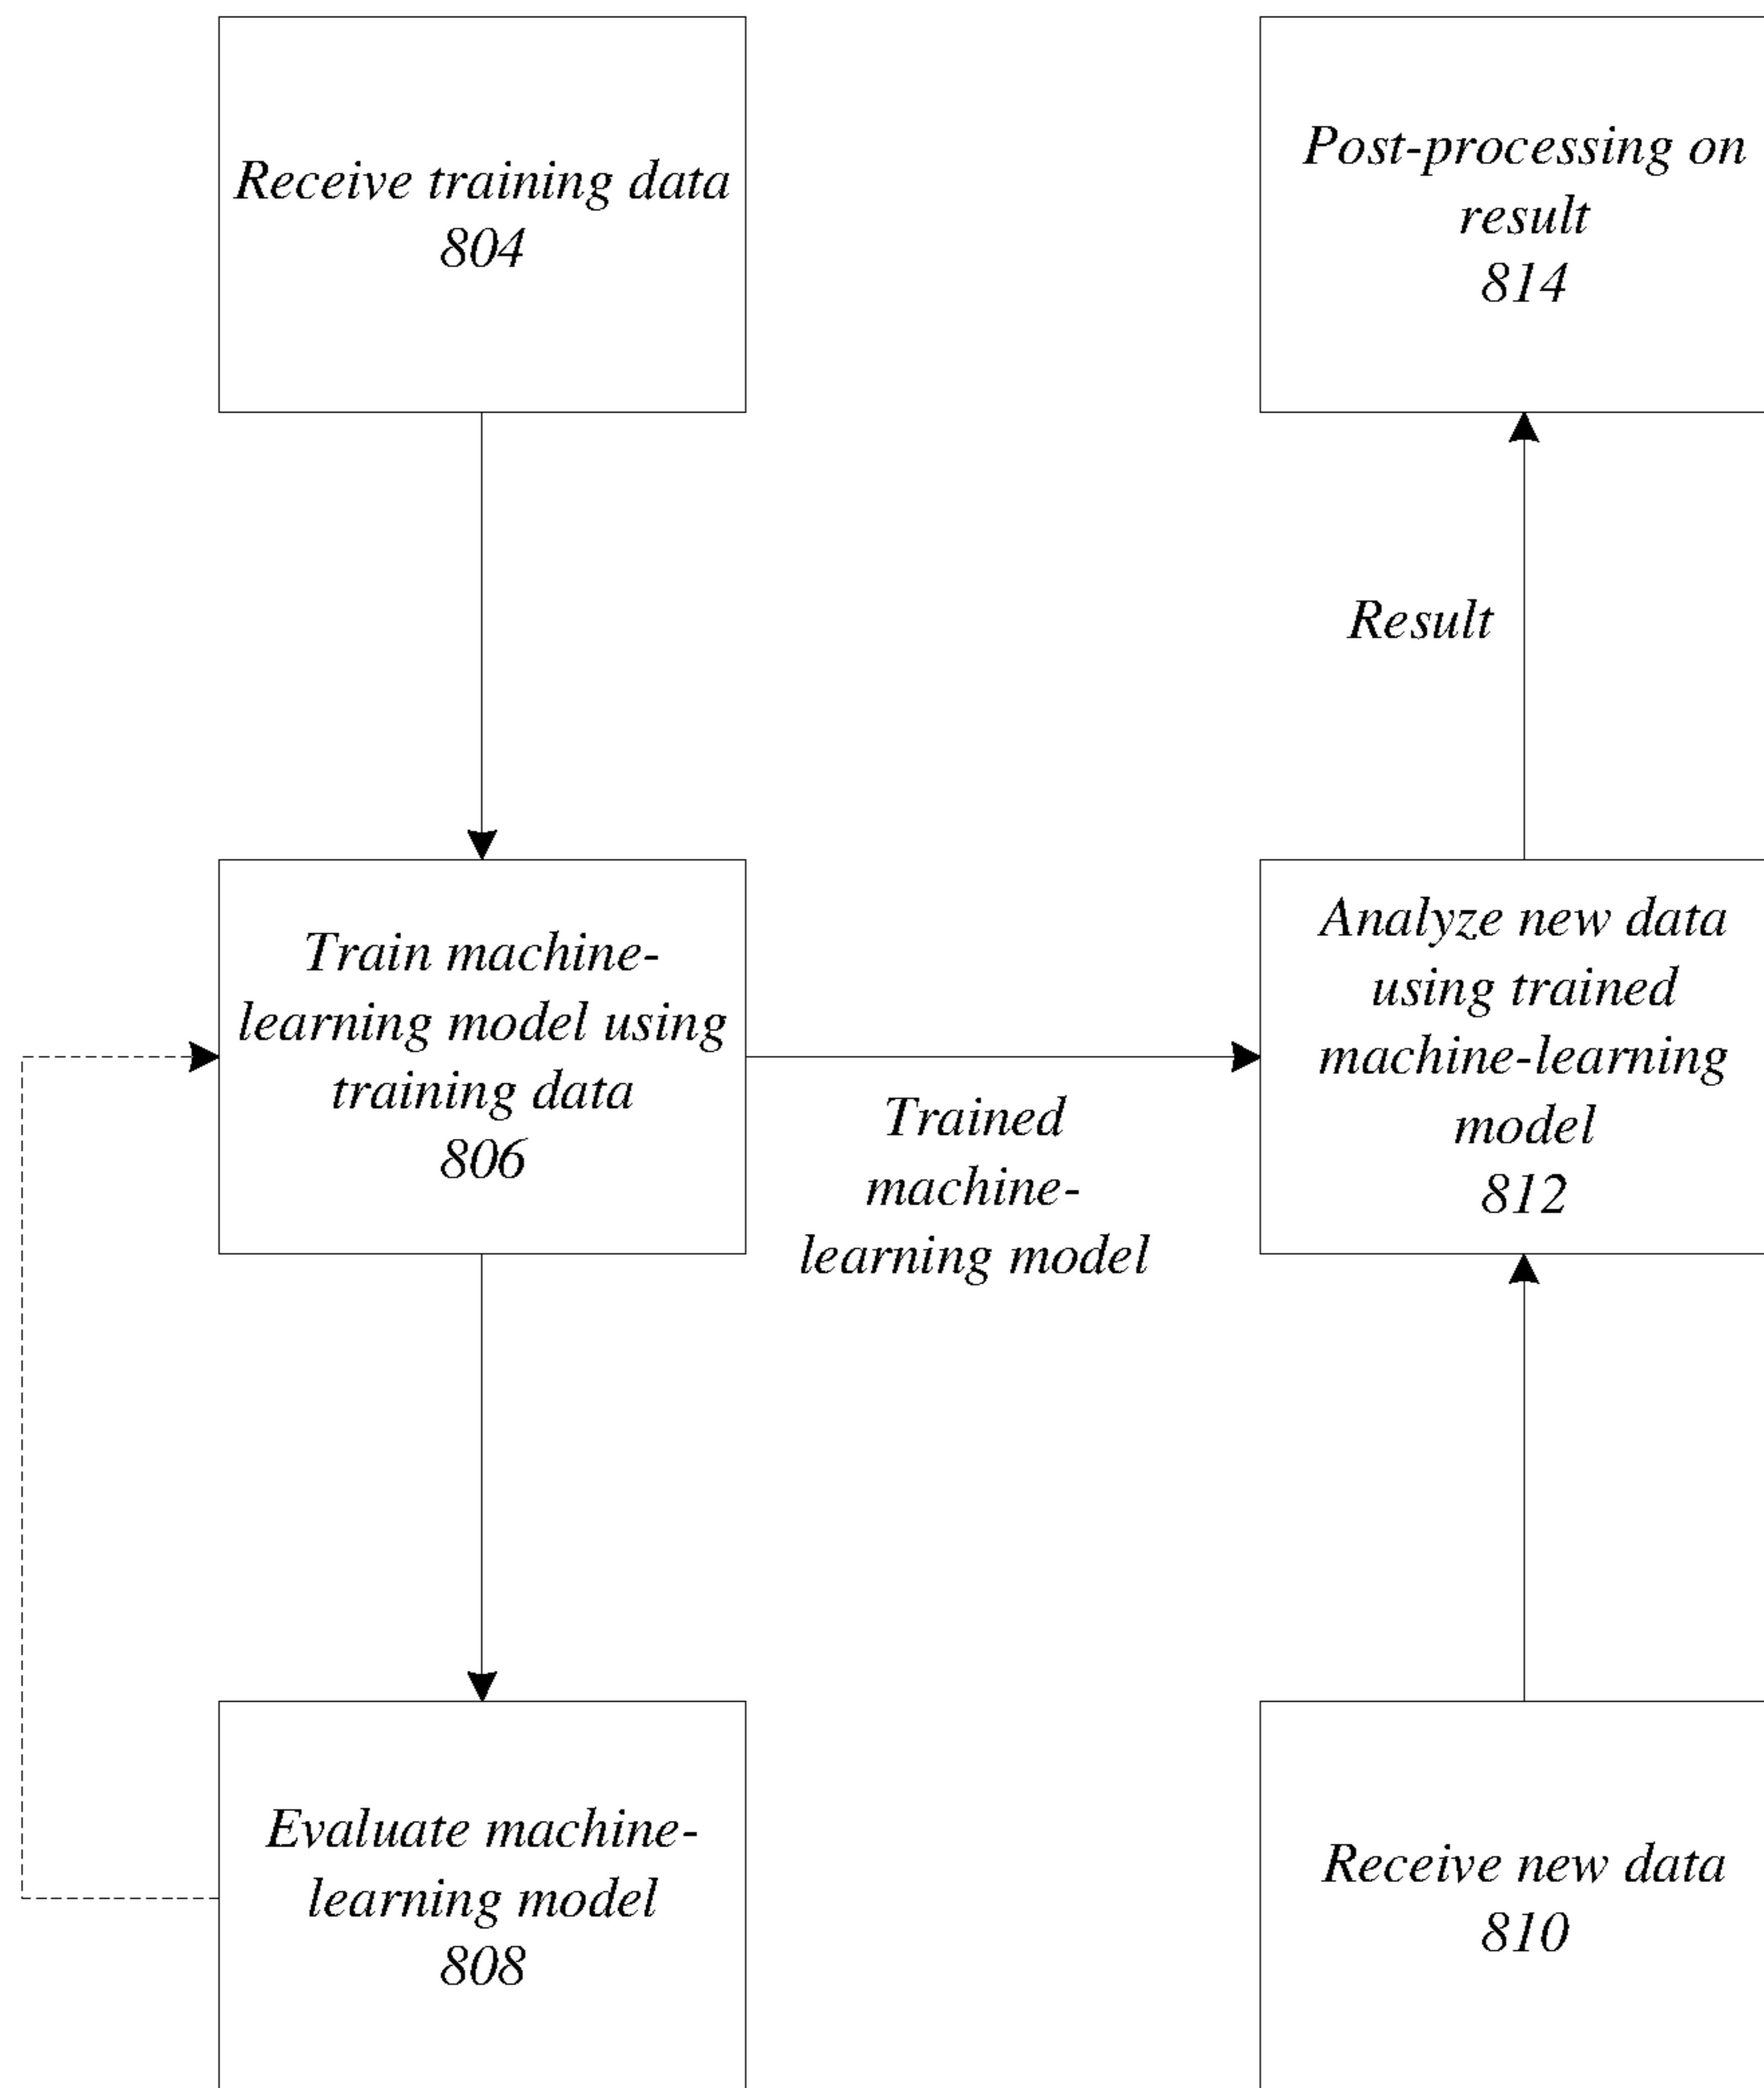 Receive training data
804
Post-processing on
result
814
Result
Train machine-
learning model using
training data
806
Trained
machine-
learning model
Analyze new data
using trained
machine-learning
model
812
Evaluate machine-
learning model
808
Receive new data
810